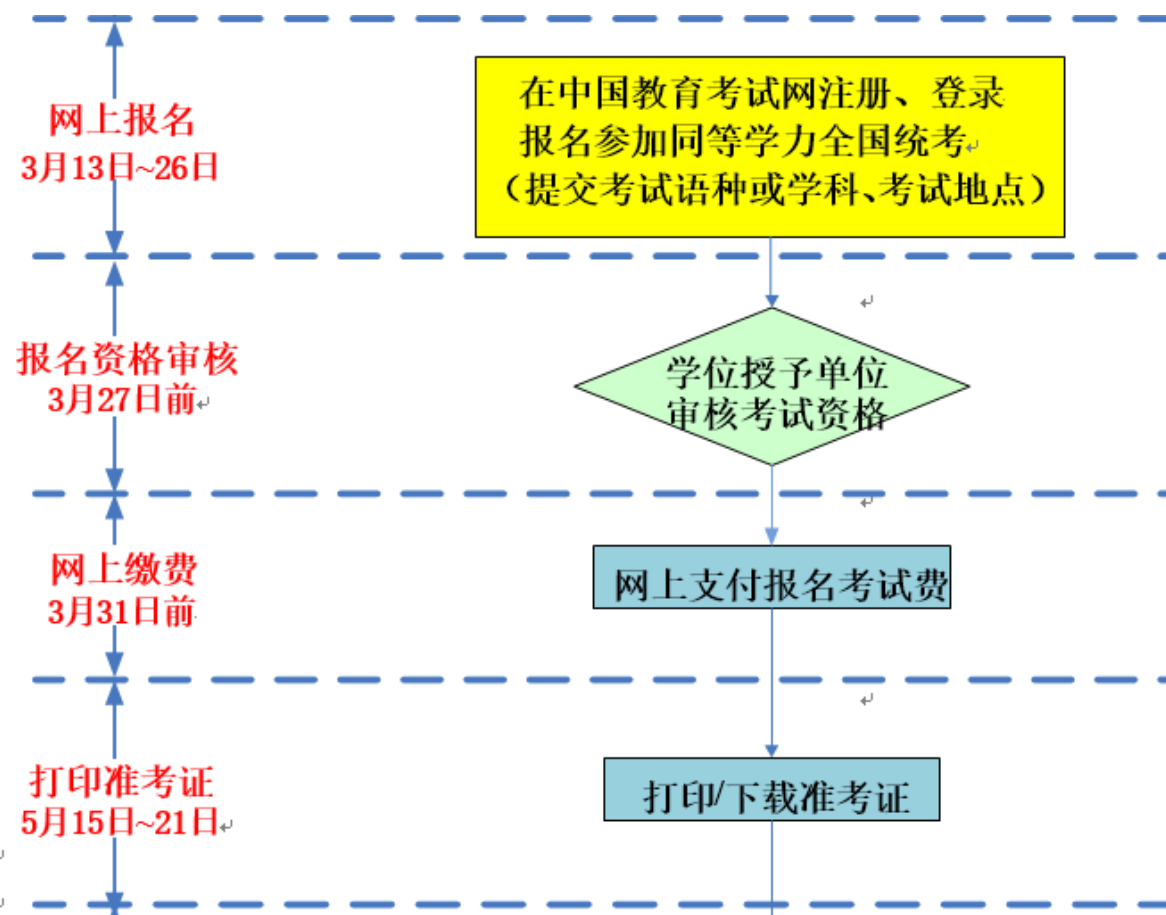 网上报名
3月13日~26日
在中国教育考试网注册、登录
报名参加同等学力全国统考
（提交考试语种或学科、考试地点）
报名资格审核
3月27日前
学位授予单位
审核考试资格
网上缴费
3月31日前
网上支付报名考试费
打印准考证
5月15日~21日
打印/下载准考证